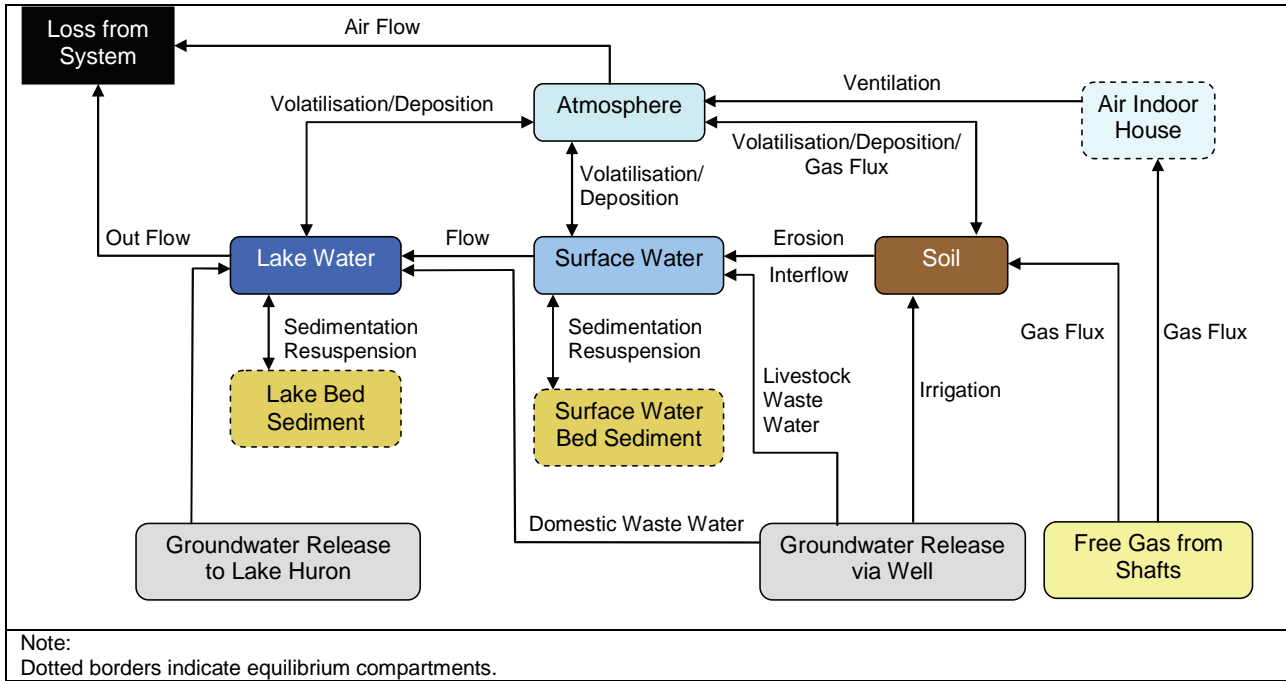 Loss from
System
Air Flow
Ventilation
Volatilisation/Deposition
Atmosphere
Air Indoor
House
Volatilisation/Deposition/
Gas Flux
Volatilisation/
Deposition
Out Flow
Lake Water
Flow
Surface Water
Erosion
Interflow
Soil
Gas Flux
Gas Flux
Sedimentation
Resuspension
Sedimentation
Resuspension
Livestock
Waste
Water
Irrigation
Lake Bed
Sediment
Surface Water
Bed Sediment
Domestic Waste Water
Groundwater Release
to Lake Huron
Groundwater Release
via Well
Free Gas from
Shafts
Note:
Dotted borders indicate equilibrium compartments.